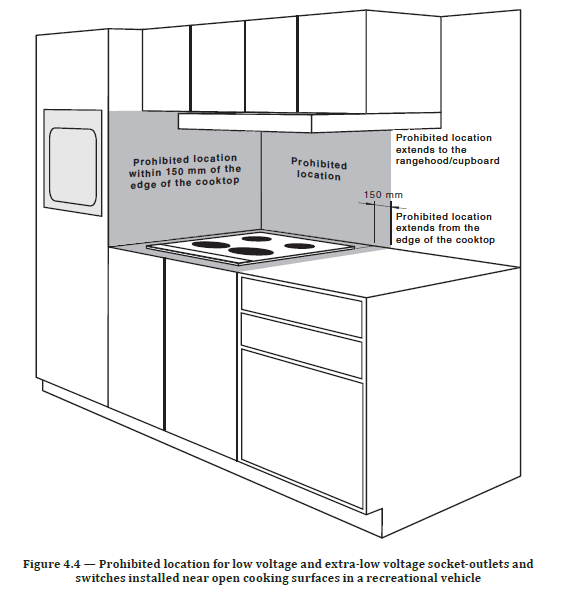 Prohibited location
within 150 mm of the
edge of the cooktop
Prohibited
location
Prohibited location
extends to the
rangehood/cupboard
150 mm
Prohibited location
extends from the
edge of the cooktop
Figure 4.4 — Prohibited location for low voltage and extra-low voltage socket-outlets and
switches installed near open cooking surfaces in a recreational vehicle